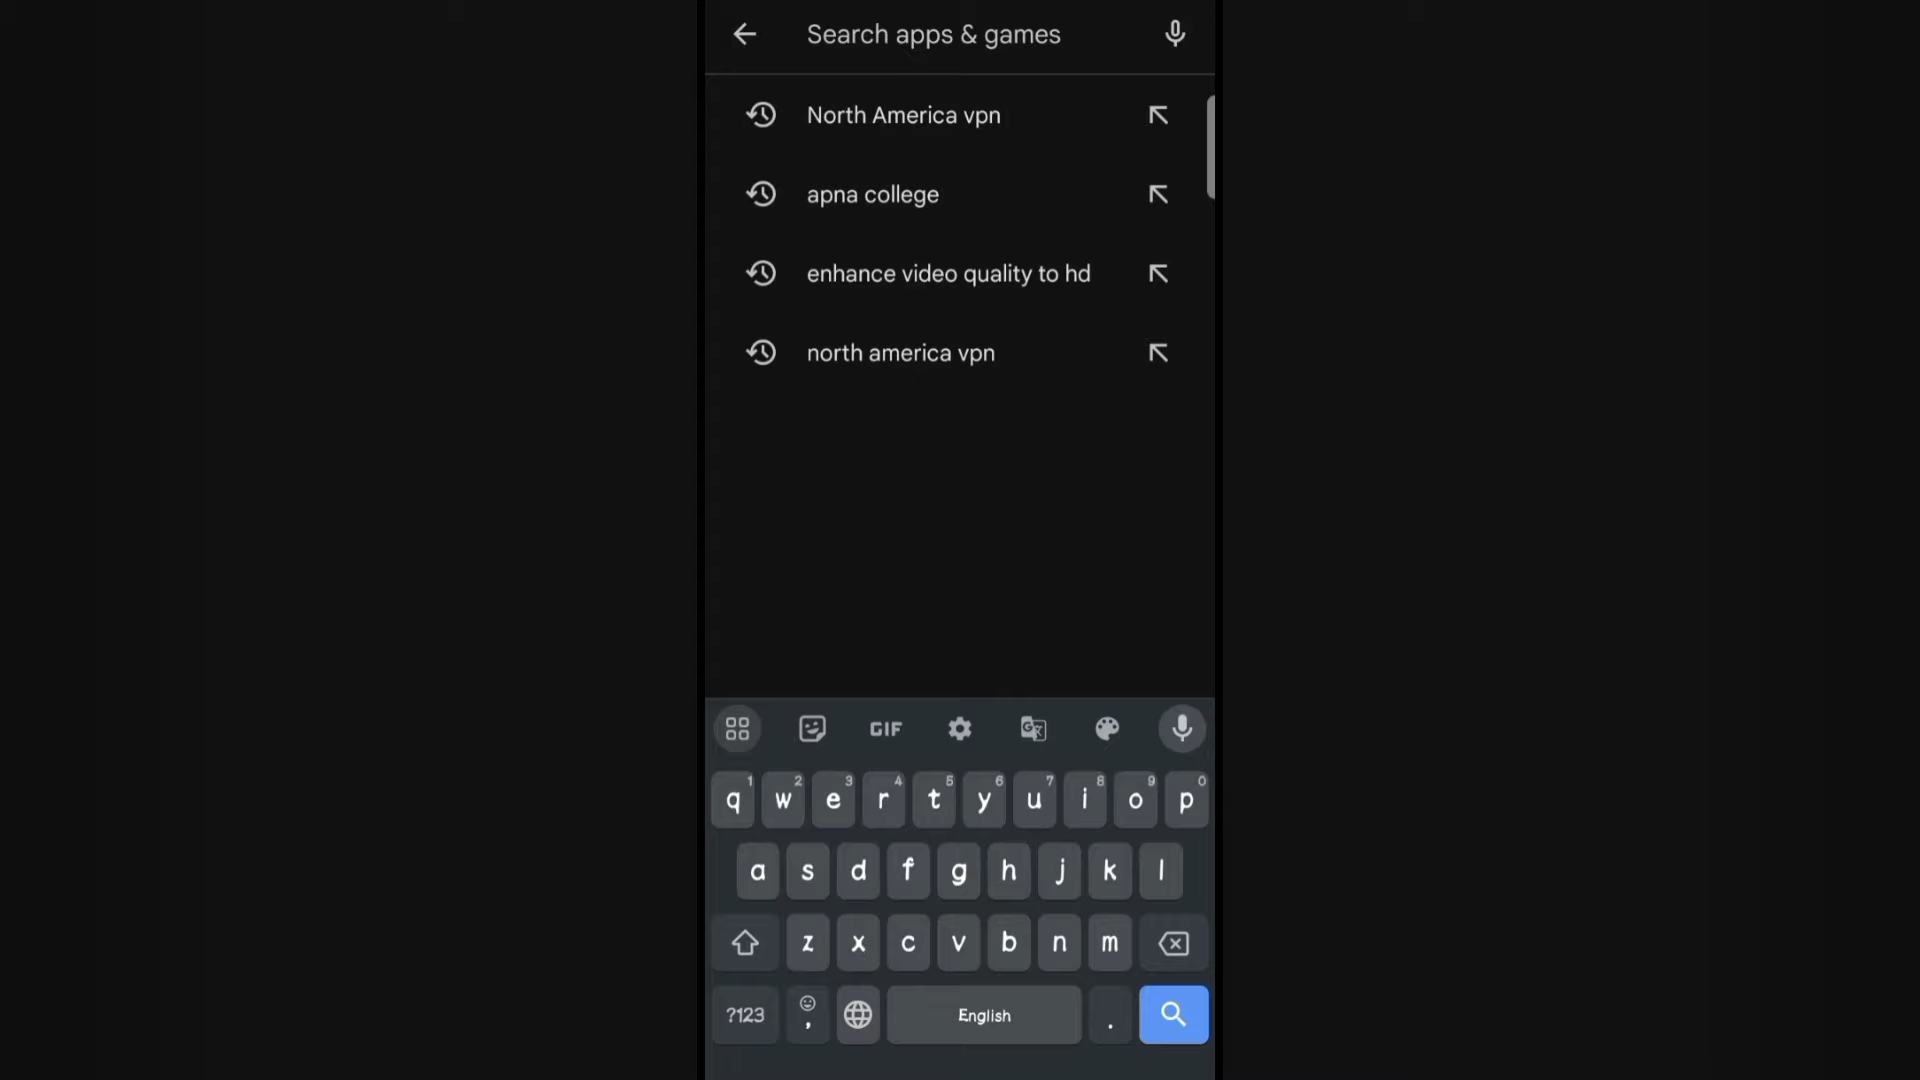 Search apps & games
North America vpn
apna college
enhance video quality to hd
north america vpn
GIF
1 2 3 4 5 6 7 8 9 0
q w e r t y u i o p
a s d f g h j k l
z x c v b n m
?123 , English .